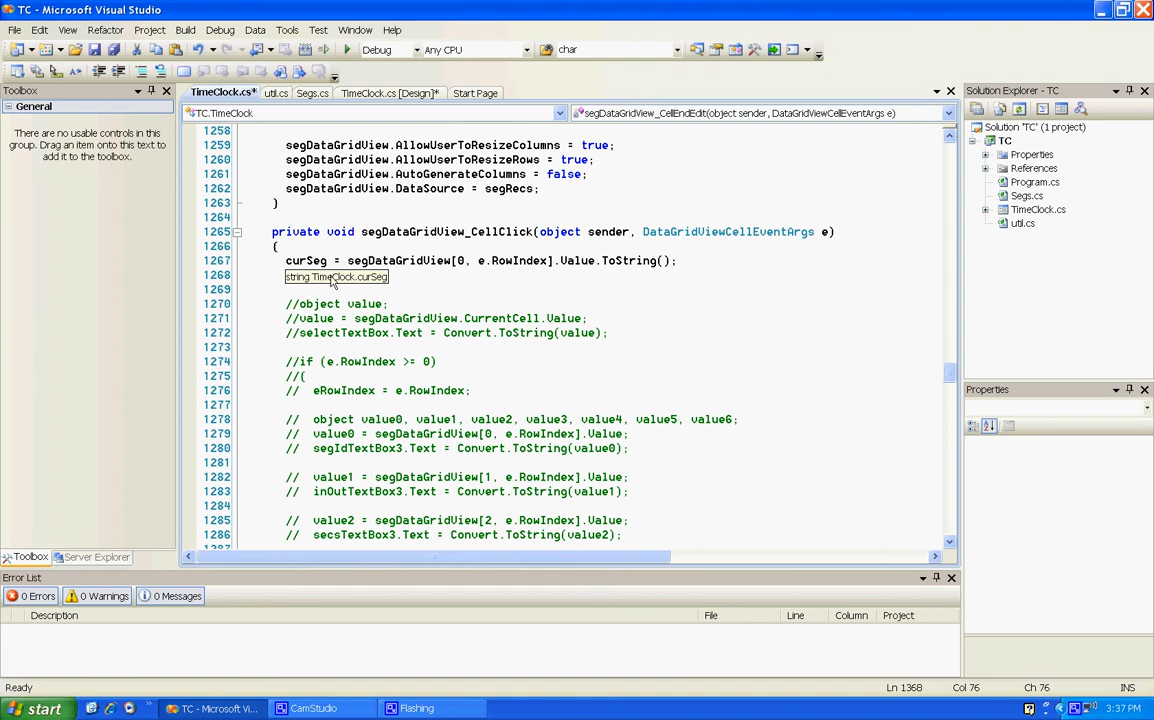 TC - Microsoft Visual Studio
File Edit View Refactor Project Build Debug Data Tools Test Window Help
Debug Any CPU char
Toolbox
General
There are no usable controls in this
group. Drag an item onto this text to
add it to the toolbox.
Toolbox Server Explorer
TimeClock.cs* util.cs Segs.cs TimeClock.cs [Design]* Start Page
TC.TimeClock segDataGridView_CellEndEdit(object sender, DataGridViewCellEventArgs e)
1258
1259 segDataGridView.AllowUserToResizeColumns = true;
1260 segDataGridView.AllowUserToResizeRows = true;
1261 segDataGridView.AutoGenerateColumns = false;
1262 segDataGridView.DataSource = segRecs;
1263 }
1264
1265 private void segDataGridView_CellClick(object sender, DataGridViewCellEventArgs e)
1266 {
1267 curSeg = segDataGridView[0, e.RowIndex].Value.ToString();
1268 string TimeClock.curSeg
1269
1270 //object value;
1271 //value = segDataGridView.CurrentCell.Value;
1272 //selectTextBox.Text = Convert.ToString(value);
1273
1274 //if (e.RowIndex >= 0)
1275 //{
1276 // eRowIndex = e.RowIndex;
1277
1278 // object value0, value1, value2, value3, value4, value5, value6;
1279 // value0 = segDataGridView[0, e.RowIndex].Value;
1280 // segIdTextBox3.Text = Convert.ToString(value0);
1281
1282 // value1 = segDataGridView[1, e.RowIndex].Value;
1283 // inOutTextBox3.Text = Convert.ToString(value1);
1284
1285 // value2 = segDataGridView[2, e.RowIndex].Value;
1286 // secsTextBox3.Text = Convert.ToString(value2);
Solution Explorer - TC
Solution 'TC' (1 project)
TC
Properties
References
Program.cs
Segs.cs
TimeClock.cs
util.cs
Properties
Error List
0 Errors 0 Warnings 0 Messages
Description File Line Column Project
Ready Ln 1368 Col 76 Ch 76 INS
start TC - Microsoft Visual S... CamStudio Flashing 3:37 PM